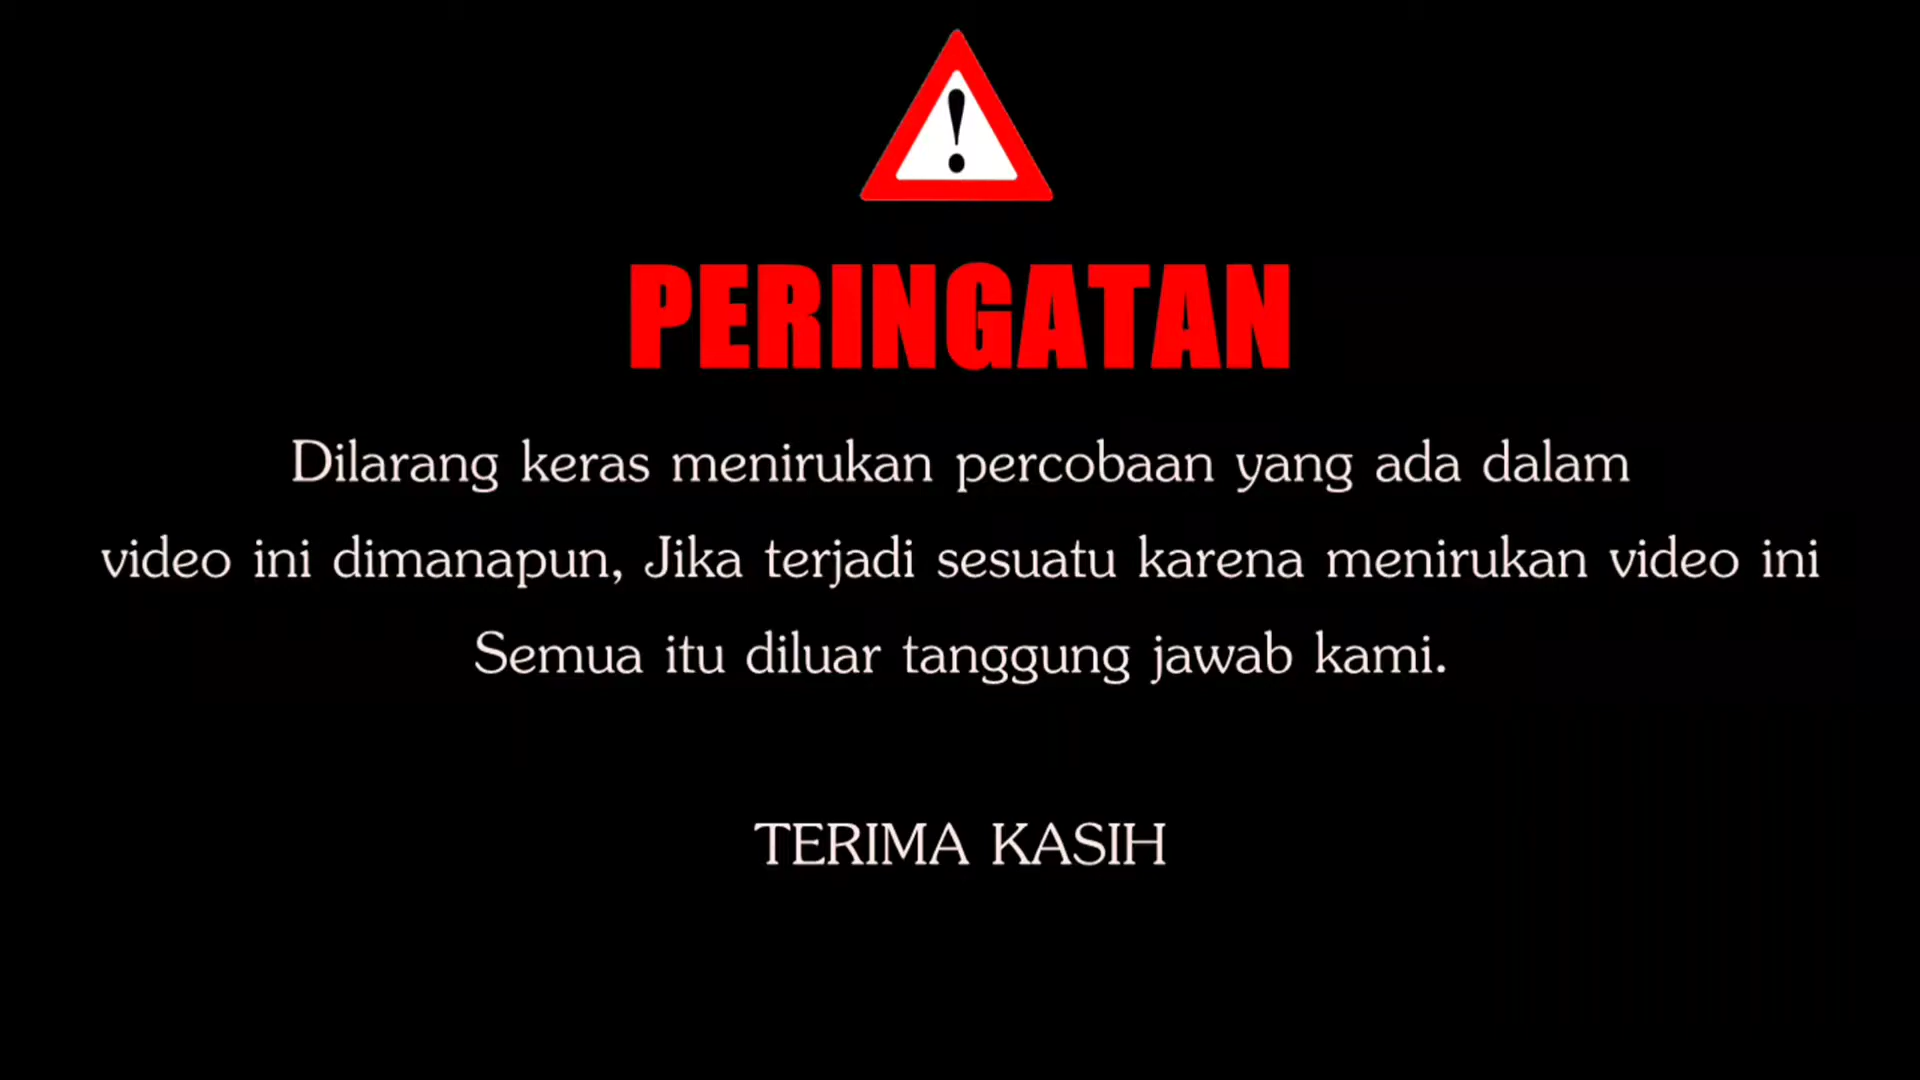 PERINGATAN
Dilarang keras menirukan percobaan yang ada dalam
video ini dimanapun, Jika terjadi sesuatu karena menirukan video ini
Semua itu diluar tanggung jawab kami.
TERIMA KASIH